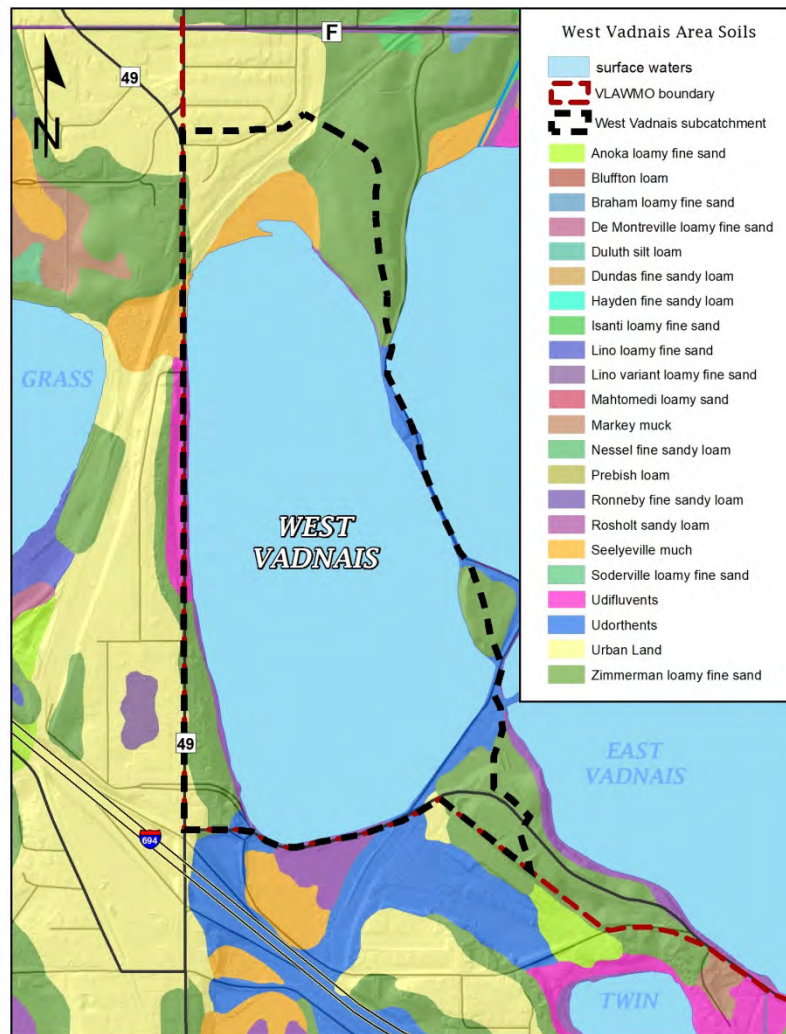 West Vadnais Area Soils
surface waters
VLAWMO boundary
West Vadnais subcatchment
Anoka loamy fine sand
Bluffton loam
Braham loamy fine sand
De Montreville loamy fine sand
Duluth silt loam
Dundas fine sandy loam
Hayden fine sandy loam
Isanti loamy fine sand
Lino loamy fine sand
Lino variant loamy fine sand
Mahtomedi loamy sand
Markey muck
Nessel fine sandy loam
Prebish loam
Ronneby fine sandy loam
Rosholt sandy loam
Seelyeville much
Soderville loamy fine sand
Udifluvents
Udorthents
Urban Land
Zimmerman loamy fine sand
F
49
N
GRASS
WEST
VADNAIS
49
EAST
VADNAIS
694
TWIN